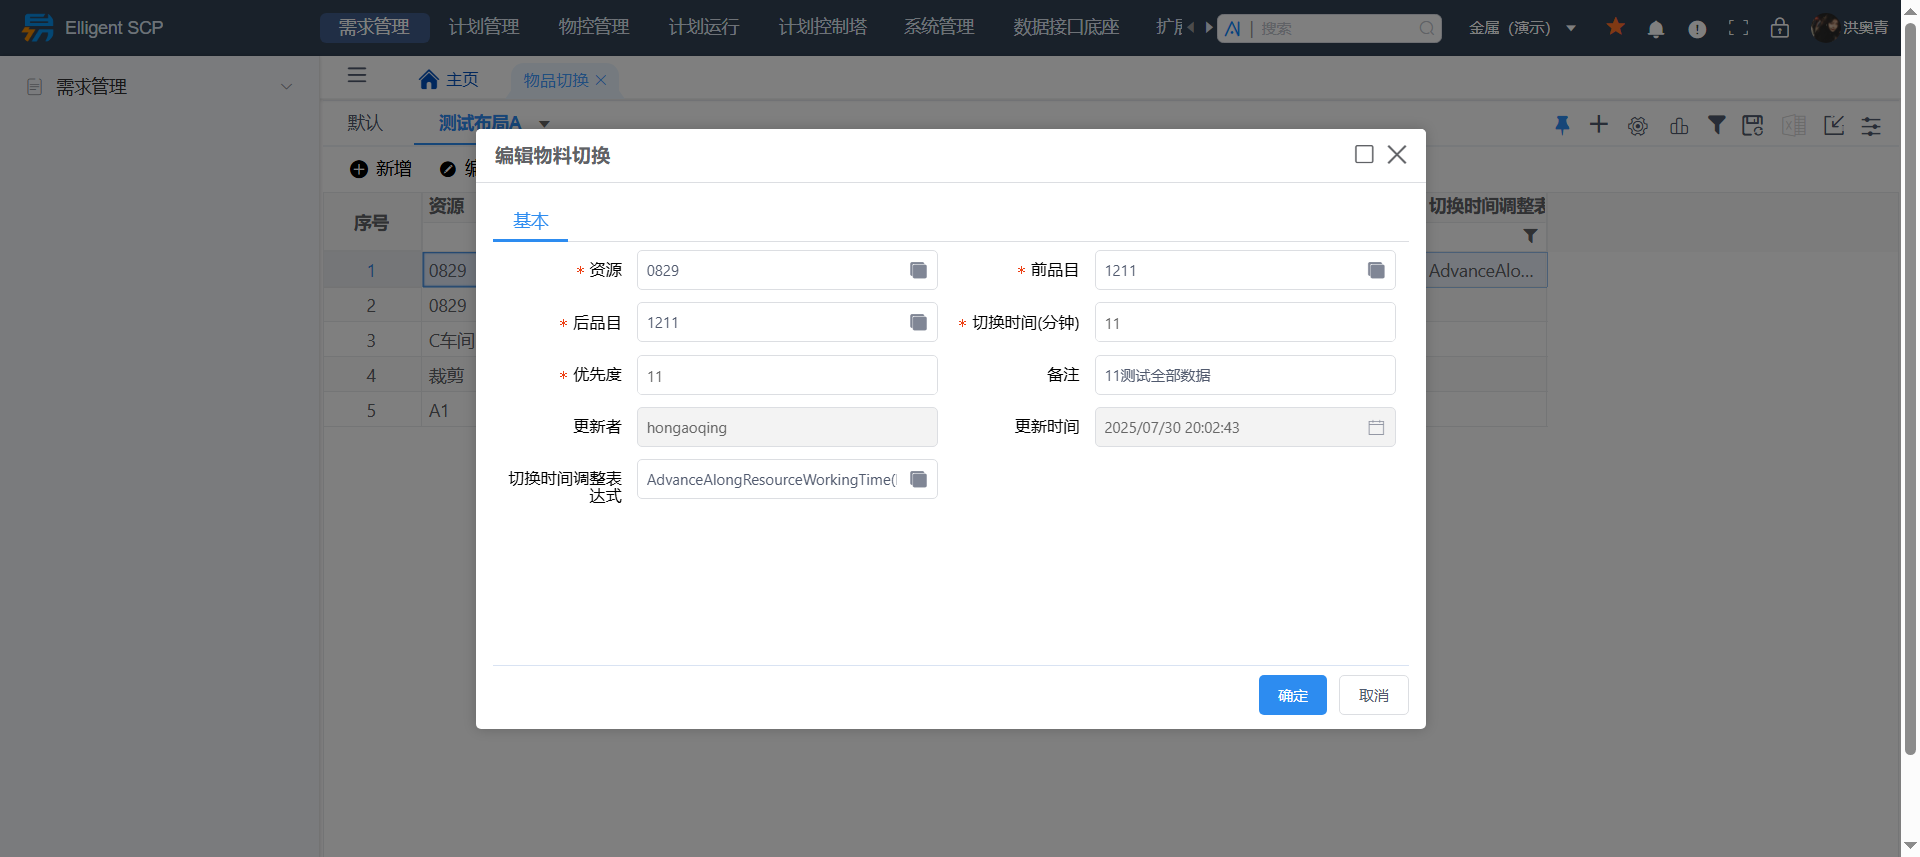 Elligent SCP
需求管理
计划管理
物控管理
计划运行
计划控制塔
系统管理
数据接口底座
AI | 搜索
金属（演示）
洪奥青
需求管理
主页
物品切换
默认
测试布局A
新增
序号
资源
切换时间调整表
1
0829
AdvanceAlo...
2
0829
3
C车间
4
裁剪
5
A1
编辑物料切换
基本
* 资源
0829
* 前品目
1211
* 后品目
1211
* 切换时间(分钟)
11
* 优先度
11
备注
11测试全部数据
更新者
hongaoqing
更新时间
2025/07/30 20:02:43
切换时间调整表
达式
AdvanceAlongResourceWorkingTime(
确定
取消